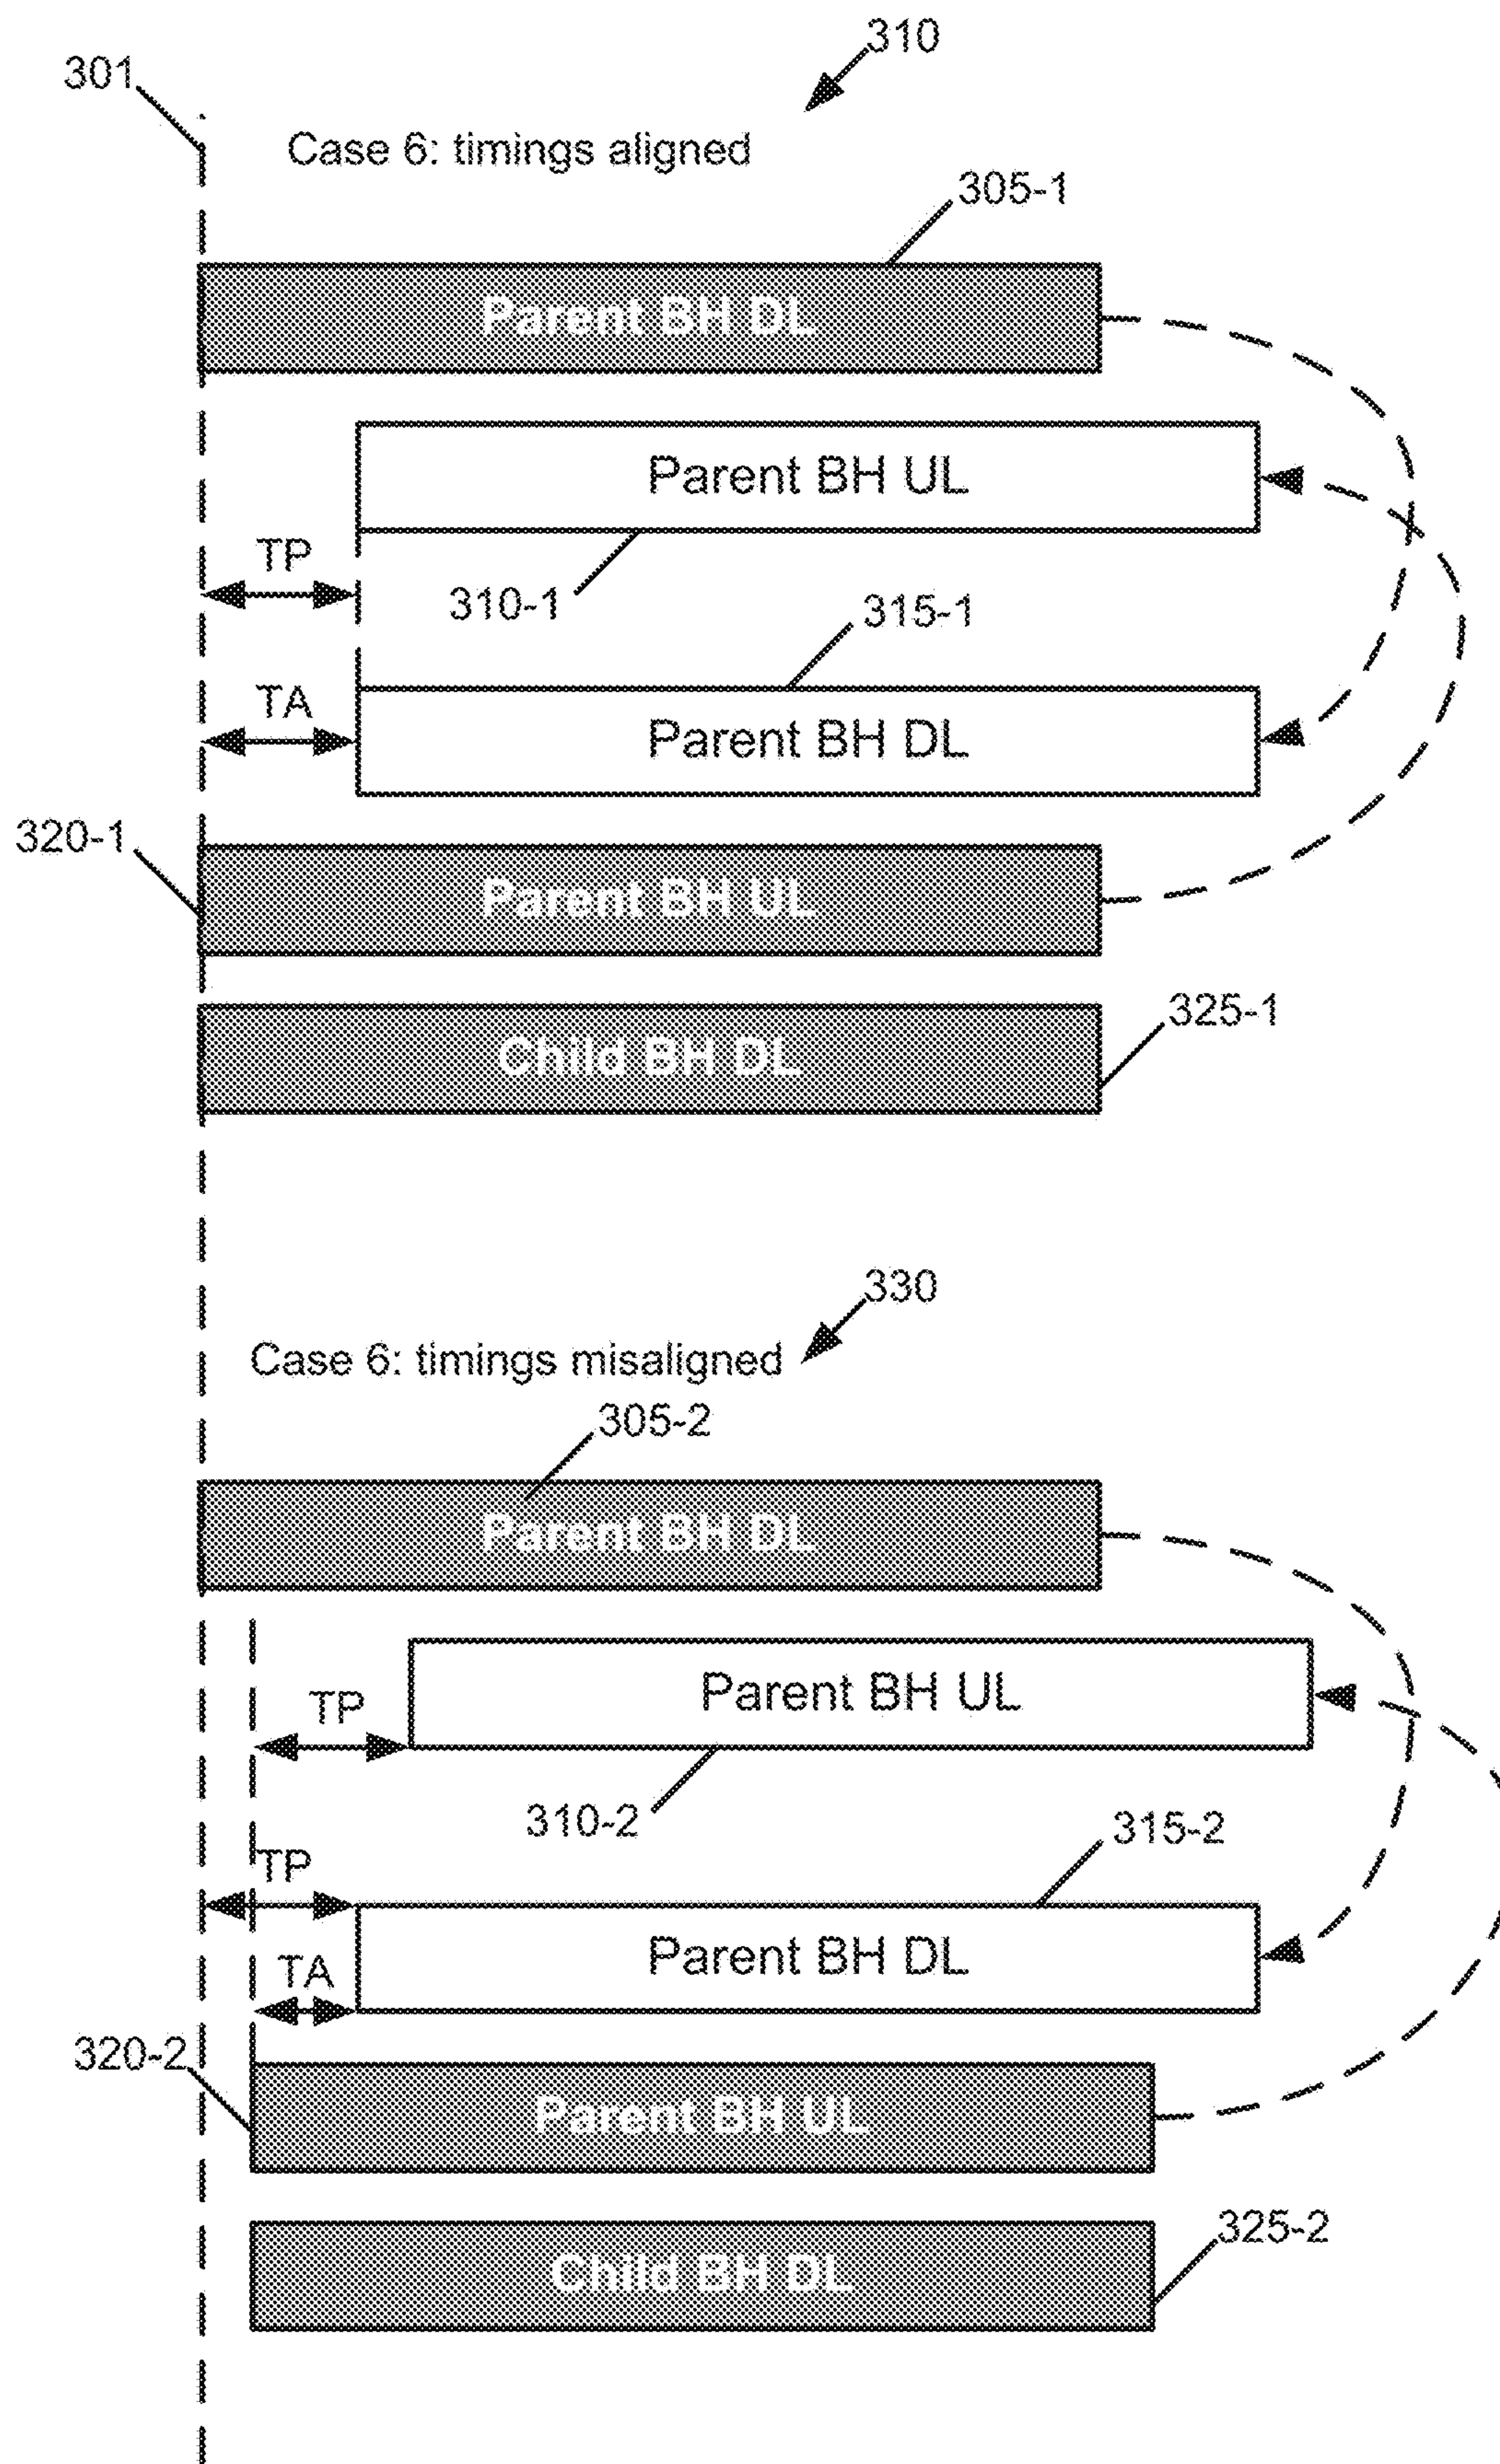 310
301
Case 6: timings aligned
305-1
Parent BH DL
Parent BH UL
TP
310-1
315-1
TA
Parent BH DL
320-1
Parent BH UL
325-1
Child BH DL
330
Case 6: timings misaligned
305-2
Parent BH DL
Parent BH UL
TP
310-2
315-2
TP
Parent BH DL
TA
320-2
Parent BH UL
325-2
Child BH DL